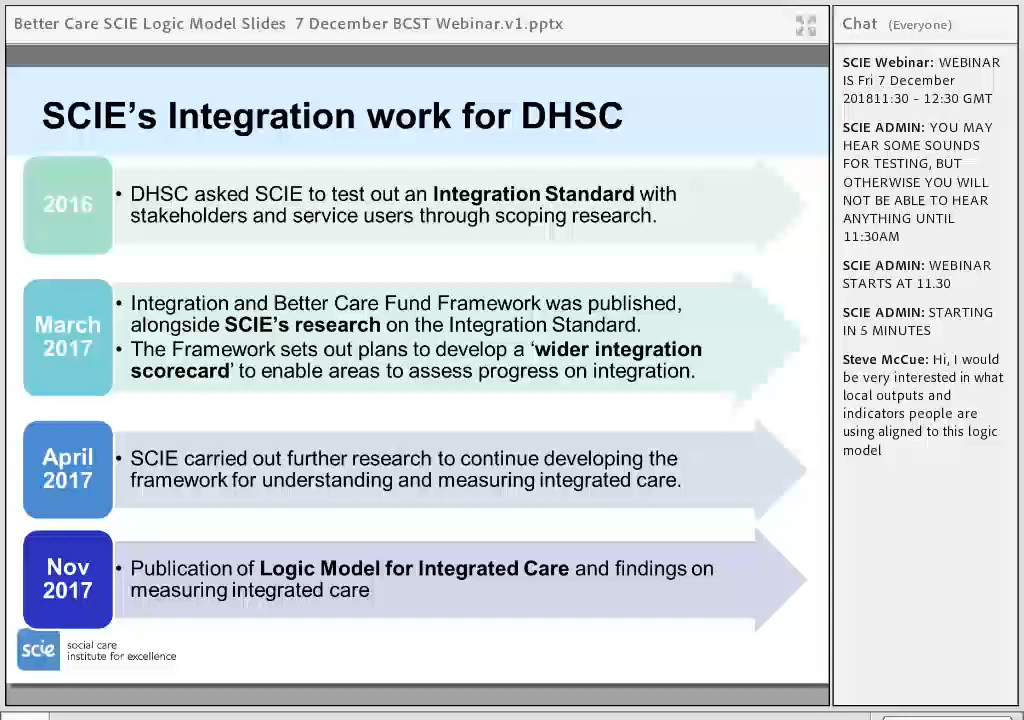 Better Care SCIE Logic Model Slides  7 December BCST Webinar.v1.pptx
SCIE’s Integration work for DHSC
2016
• DHSC asked SCIE to test out an Integration Standard with
stakeholders and service users through scoping research.
March
2017
• Integration and Better Care Fund Framework was published,
alongside SCIE’s research on the Integration Standard.
• The Framework sets out plans to develop a ‘wider integration
scorecard’ to enable areas to assess progress on integration.
April
2017
• SCIE carried out further research to continue developing the
framework for understanding and measuring integrated care.
Nov
2017
• Publication of Logic Model for Integrated Care and findings on
measuring integrated care
scie
social care
institute for excellence
Chat (Everyone)
SCIE Webinar: WEBINAR
IS Fri 7 December
201811:30 - 12:30 GMT
SCIE ADMIN: YOU MAY
HEAR SOME SOUNDS
FOR TESTING, BUT
OTHERWISE YOU WILL
NOT BE ABLE TO HEAR
ANYTHING UNTIL
11:30AM
SCIE ADMIN: WEBINAR
STARTS AT 11.30
SCIE ADMIN: STARTING
IN 5 MINUTES
Steve McCue: Hi, I would
be very interested in what
local outputs and
indicators people are
using aligned to this logic
model